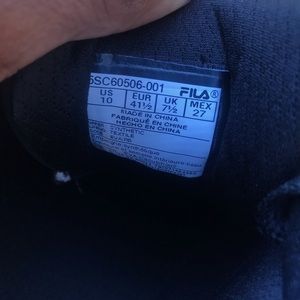 5SC60506-001 FILA®
US 10 EUR 41½ UK 7½ MEX 27
MADE IN CHINA
FABRIQUÉ EN CHINE
HECHO EN CHINA
SYNTHETIC
TEXTILE